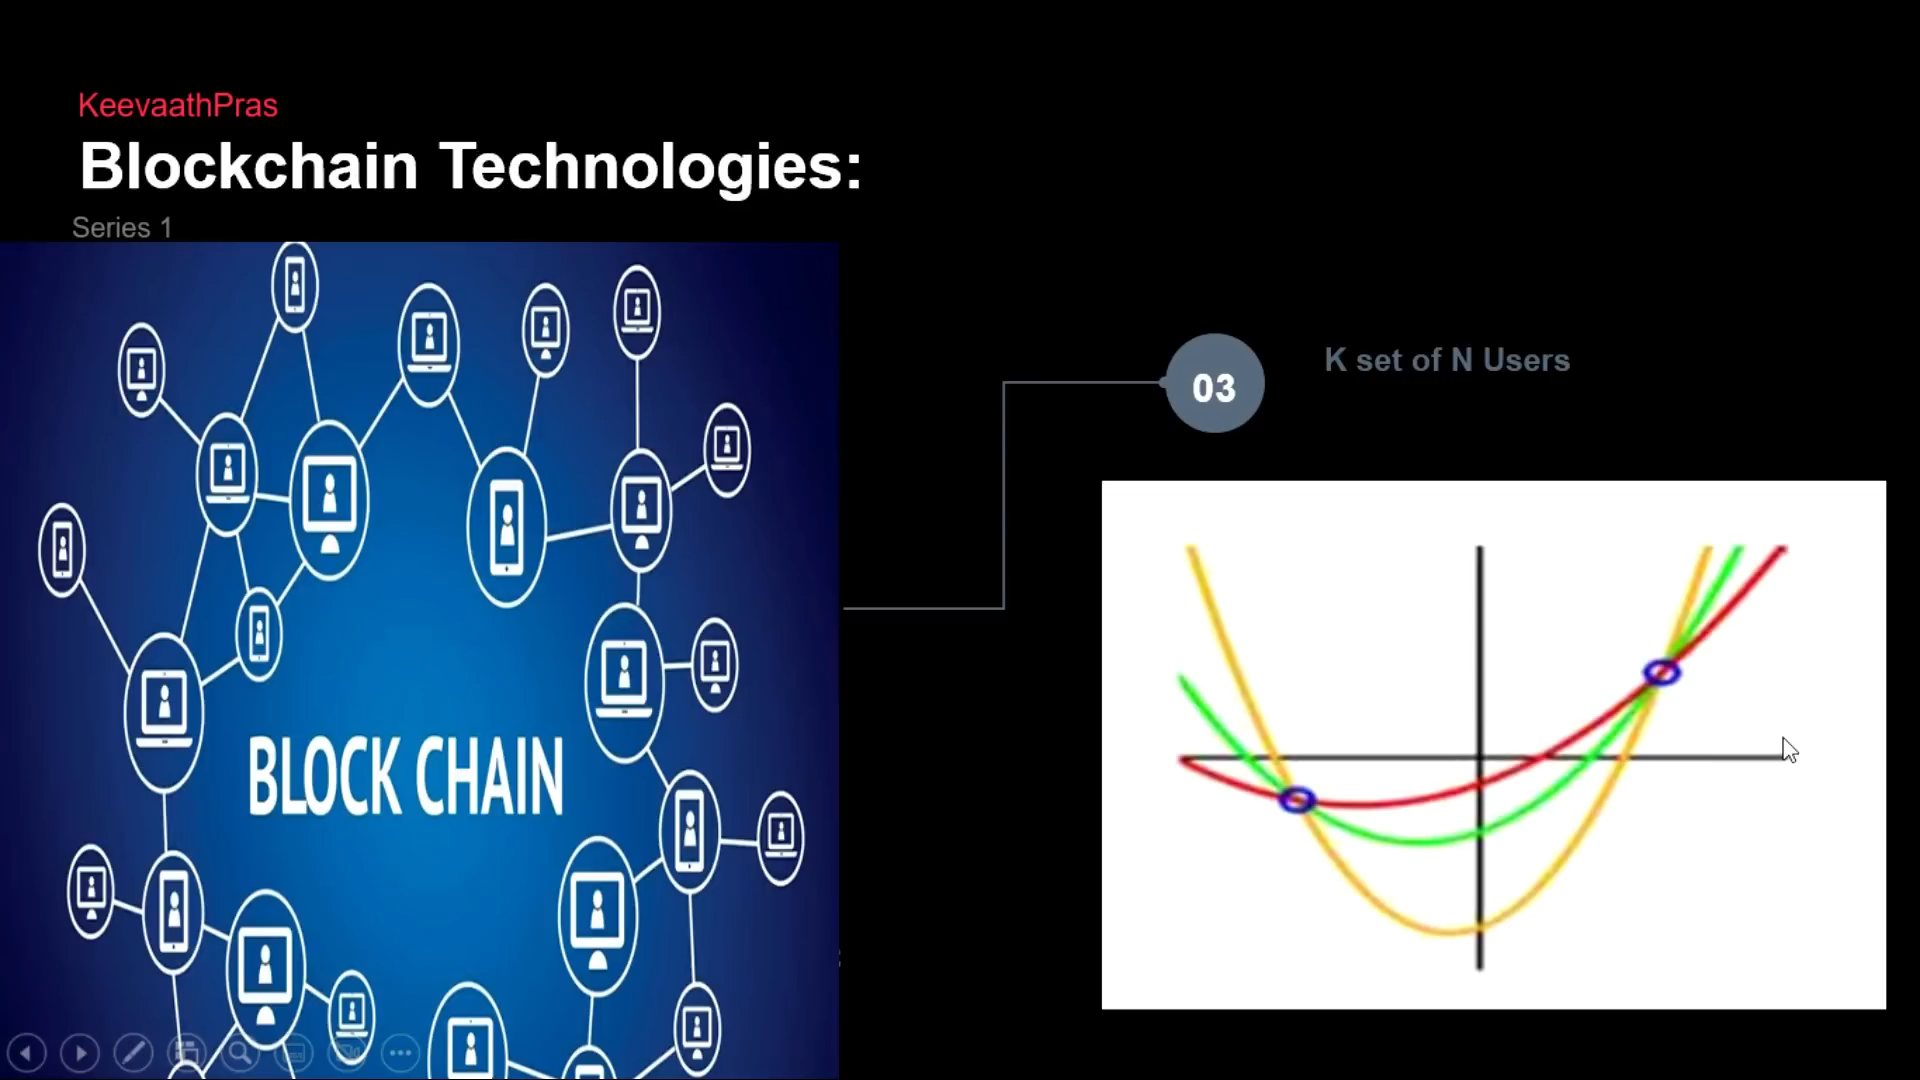 KeevaathPras
Blockchain Technologies:
Series 1
03
K set of N Users
BLOCK CHAIN